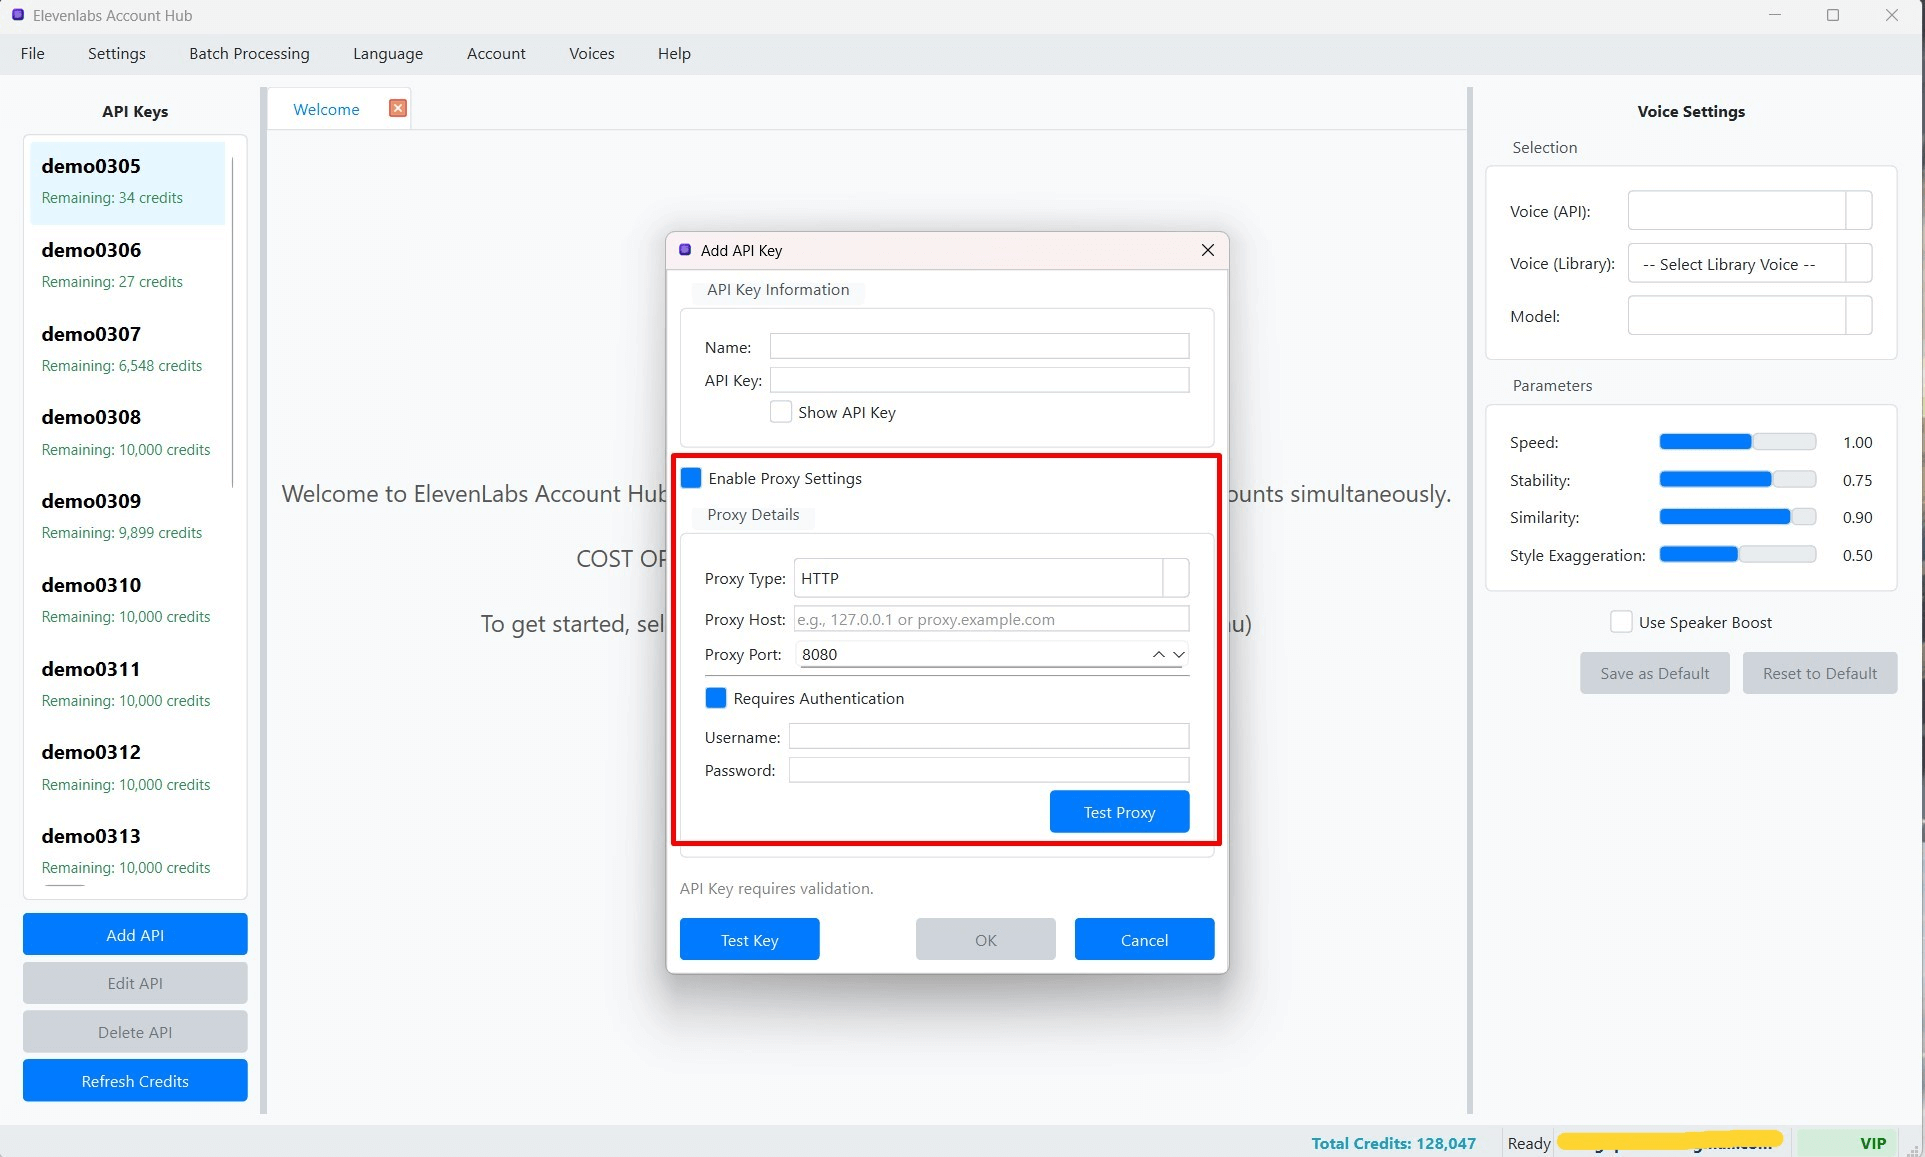 Elevenlabs Account Hub
File Settings Batch Processing Language Account Voices Help
API Keys
demo0305
Remaining: 34 credits
demo0306
Remaining: 27 credits
demo0307
Remaining: 6,548 credits
demo0308
Remaining: 10,000 credits
demo0309
Remaining: 9,899 credits
demo0310
Remaining: 10,000 credits
demo0311
Remaining: 10,000 credits
demo0312
Remaining: 10,000 credits
demo0313
Remaining: 10,000 credits
Add API
Edit API
Delete API
Refresh Credits
Welcome
Welcome to ElevenLabs Account Hub
simultaneously.
COST
To get started,
Add API Key
API Key Information
Name:
API Key:
Show API Key
Enable Proxy Settings
Proxy Details
Proxy Type: HTTP
Proxy Host: e.g., 127.0.0.1 or proxy.example.com
Proxy Port: 8080
Requires Authentication
Username:
Password:
Test Proxy
API Key requires validation.
Test Key OK Cancel
Voice Settings
Selection
Voice (API):
Voice (Library): -- Select Library Voice --
Model:
Parameters
Speed: 1.00
Stability: 0.75
Similarity: 0.90
Style Exaggeration: 0.50
Use Speaker Boost
Save as Default Reset to Default
Total Credits: 128,047 Ready VIP